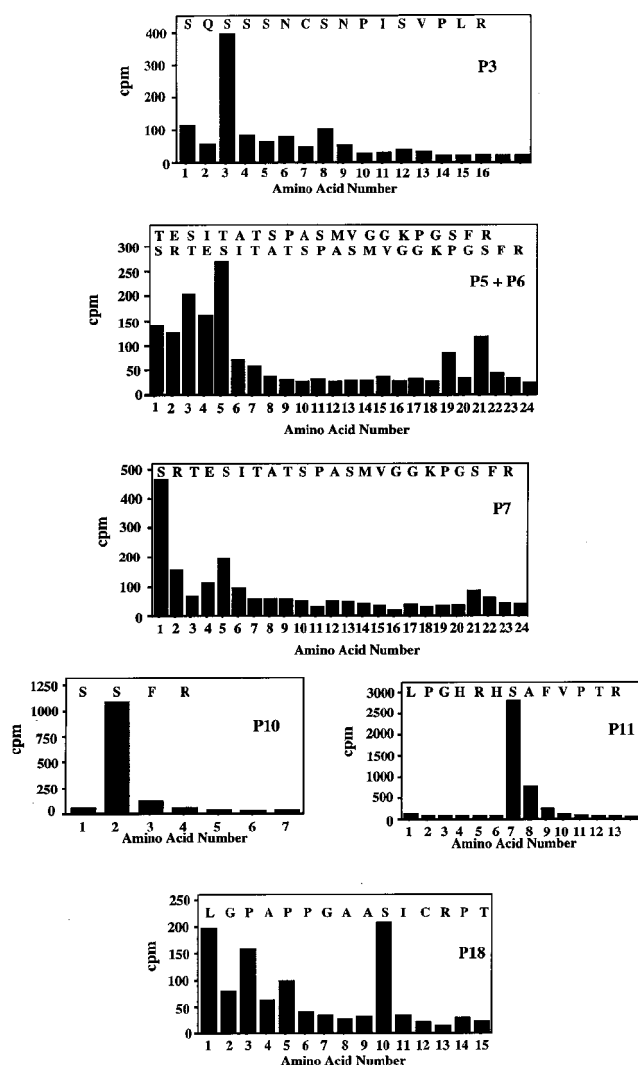 S Q S S S N C S N P I S V P L R
P3
400
300
200
100
0
cpm
1 2 3 4 5 6 7 8 9 10 11 12 13 14 15 16
Amino Acid Number
T E S I T A T S P A S M V G G K P G S F R
S R T E S I T A T S P A S M V G G K P G S F R
P5 + P6
300
250
200
150
100
50
0
cpm
1 2 3 4 5 6 7 8 9 10 11 12 13 14 15 16 17 18 19 20 21 22 23 24
Amino Acid Number
S R T E S I T A T S P A S M V G G K P G S F R
P7
500
400
300
200
100
0
cpm
1 2 3 4 5 6 7 8 9 10 11 12 13 14 15 16 17 18 19 20 21 22 23 24
Amino Acid Number
S S F R
P10
1250
1000
750
500
250
0
cpm
1 2 3 4 5 6 7
Amino Acid Number
L P G H R H S A F V P T R
P11
3000
2500
2000
1500
1000
500
0
cpm
1 2 3 4 5 6 7 8 9 10 11 12 13
Amino Acid Number
L G P A P P G A A S I C R P T
P18
250
200
150
100
50
0
cpm
1 2 3 4 5 6 7 8 9 10 11 12 13 14 15
Amino Acid Number